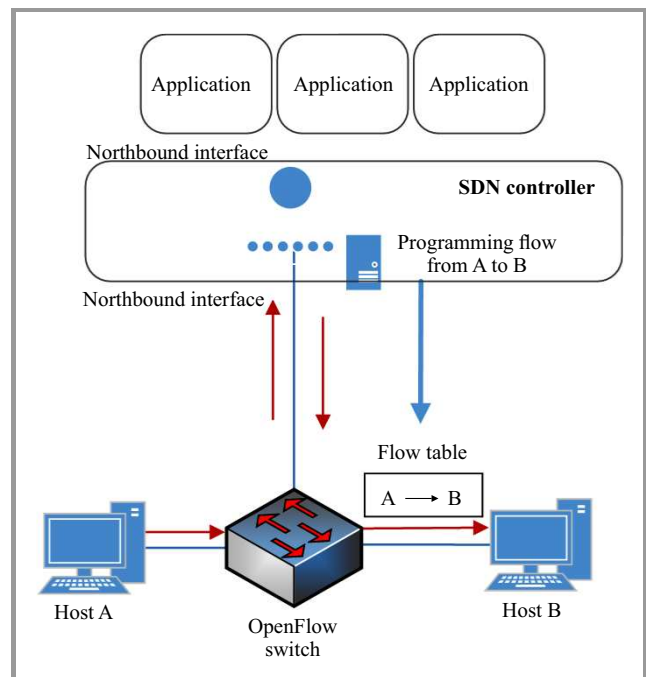 Application
Application
Application
Northbound interface
SDN controller
Programming flow
from A to B
Northbound interface
Flow table
A → B
Host A
OpenFlow
switch
Host B